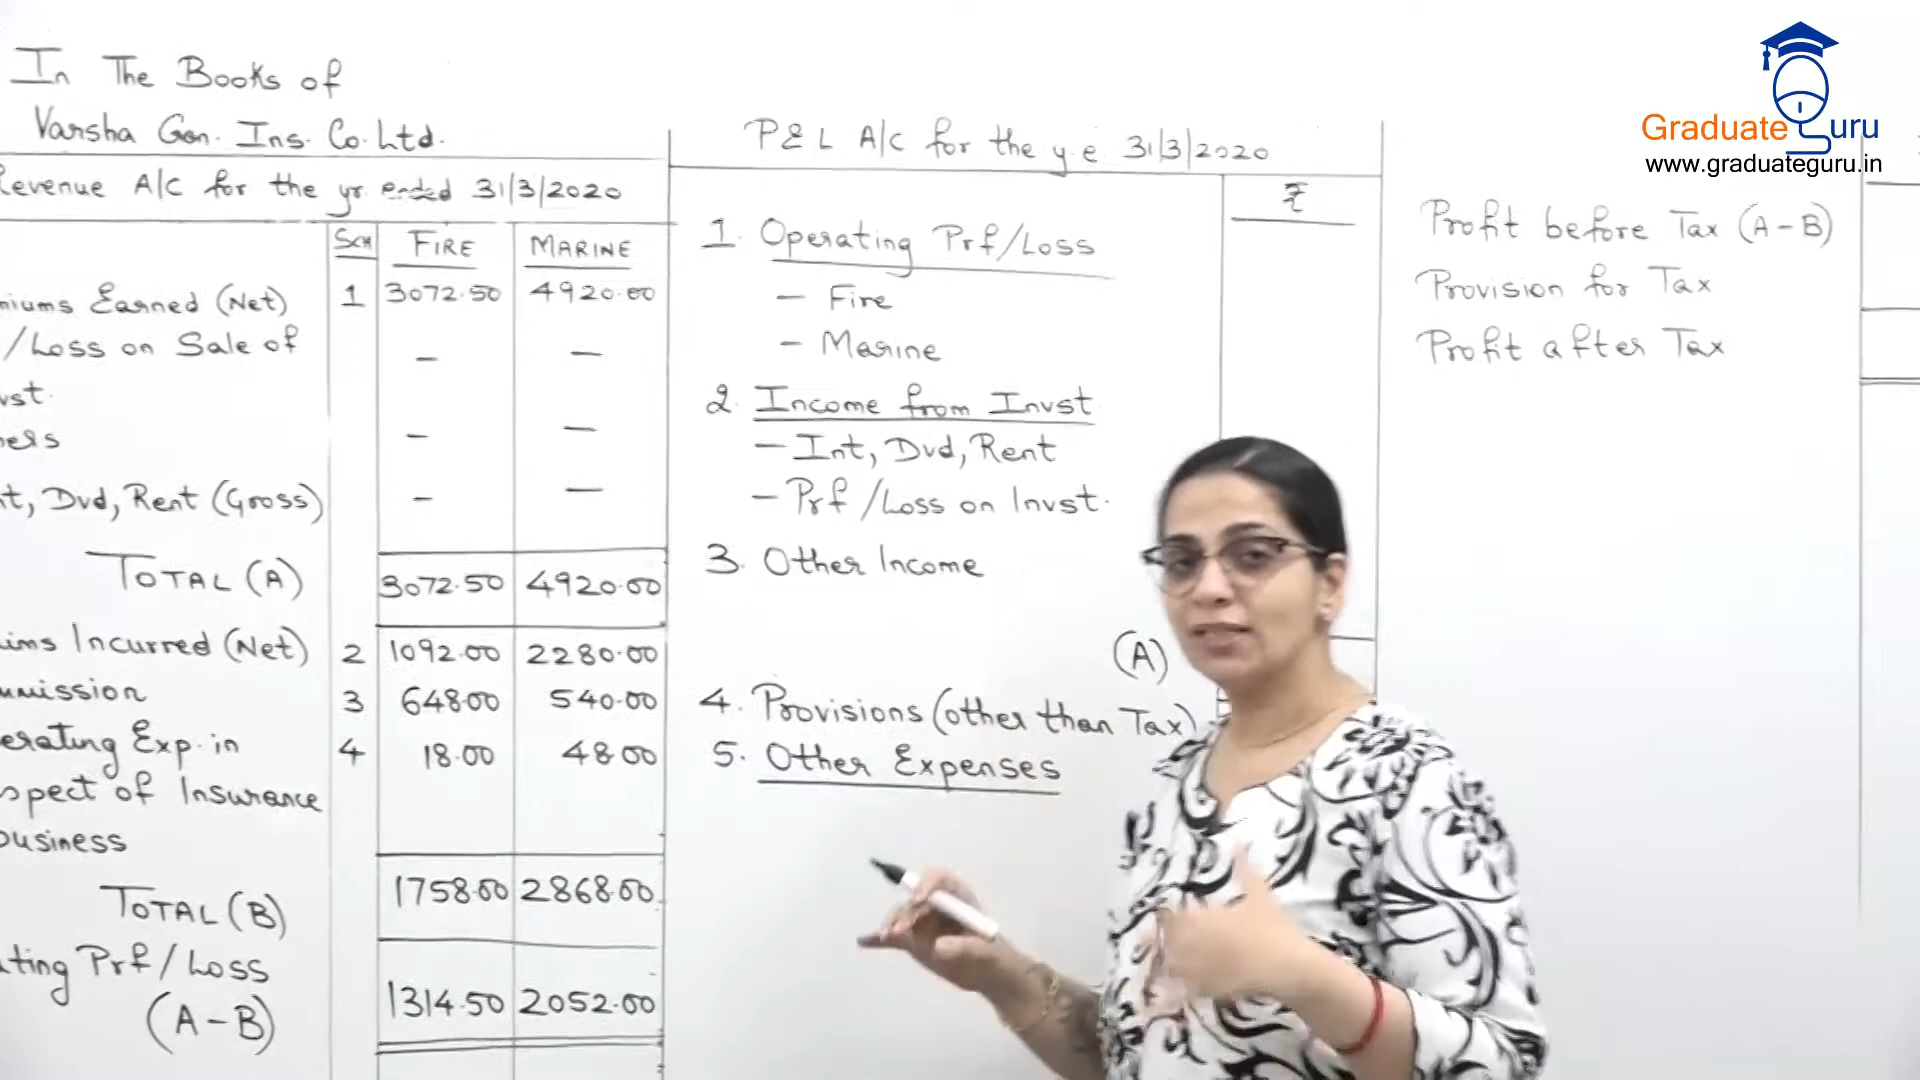 In The Books of
Varsha Gen. Ins. Co. Ltd.
Revenue A/C for the yr ended 31/3/2020
Sch FIRE MARINE
miums Earned (Net) 1 3072.50 4920.00
/Loss on Sale of — —
vst.
hers — —
t, Dvd, Rent (Gross) — —
TOTAL (A) 3072.50 4920.00
ims Incurred (Net) 2 1092.00 2280.00
mmission 3 648.00 540.00
erating Exp. in 4 18.00 48.00
spect of Insurance
business
TOTAL (B) 1758.00 2868.00
ating Prf/Loss
(A-B) 1314.50 2052.00
P & L A/C for the y.e 31/3/2020
₹
1. Operating Prf/Loss
- Fire
- Marine
2. Income from Invst
- Int, Dvd, Rent
- Prf/Loss on Invst.
3. Other Income
(A)
4. Provisions (other than Tax)
5. Other Expenses
Profit before Tax (A-B)
Provision for Tax
Profit after Tax
Graduate Guru
www.graduateguru.in